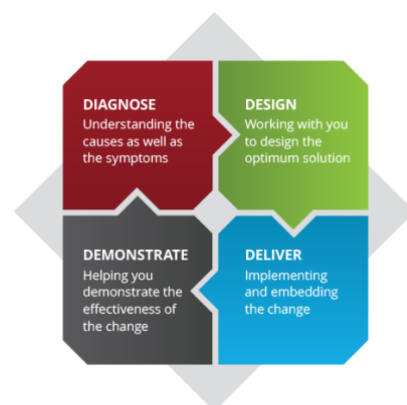 DIAGNOSE
Understanding the
causes as well as
the symptoms
DESIGN
Working with you
to design the
optimum solution
DEMONSTRATE
Helping you
demonstrate the
effectiveness of
the change
DELIVER
Implementing
and embedding
the change